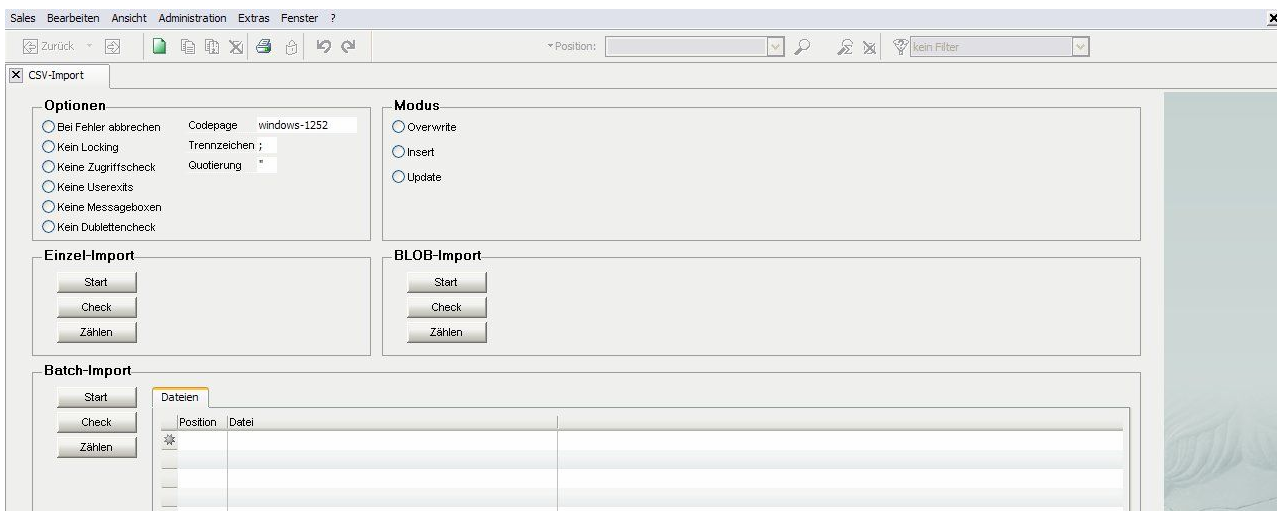 Sales Bearbeiten Ansicht Administration Extras Fenster ?
Zurück Position: kein Filter
CSV-Import
Optionen
Bei Fehler abbrechen Codepage windows-1252
Kein Locking Trennzeichen ;
Keine Zugriffscheck Quotierung "
Keine Userexits
Keine Messageboxen
Kein Dublettencheck
Modus
Overwrite
Insert
Update
Einzel-Import
Start
Check
Zählen
BLOB-Import
Start
Check
Zählen
Batch-Import
Start
Check
Zählen
Dateien
Position Datei